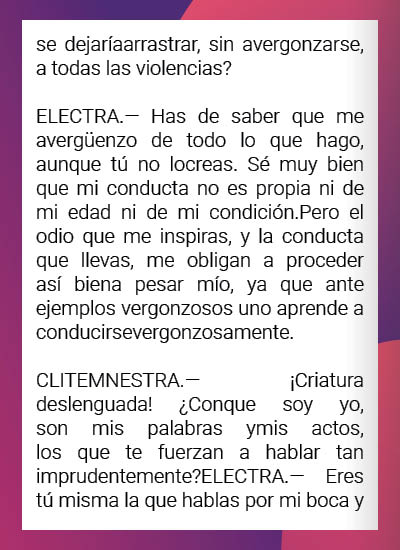 se dejaríaarrastrar, sin avergonzarse,
a todas las violencias?
ELECTRA.— Has de saber que me
avergüenzo de todo lo que hago,
aunque tú no locreas. Sé muy bien
que mi conducta no es propia ni de
mi edad ni de mi condición.Pero el
odio que me inspiras, y la conducta
que llevas, me obligan a proceder
así biena pesar mío, ya que ante
ejemplos vergonzosos uno aprende a
conducirsevergonzosamente.
CLITEMNESTRA.— ¡Criatura
deslenguada! ¿Conque soy yo,
son mis palabras ymis actos,
los que te fuerzan a hablar tan
imprudentemente?ELECTRA.— Eres
tú misma la que hablas por mi boca y